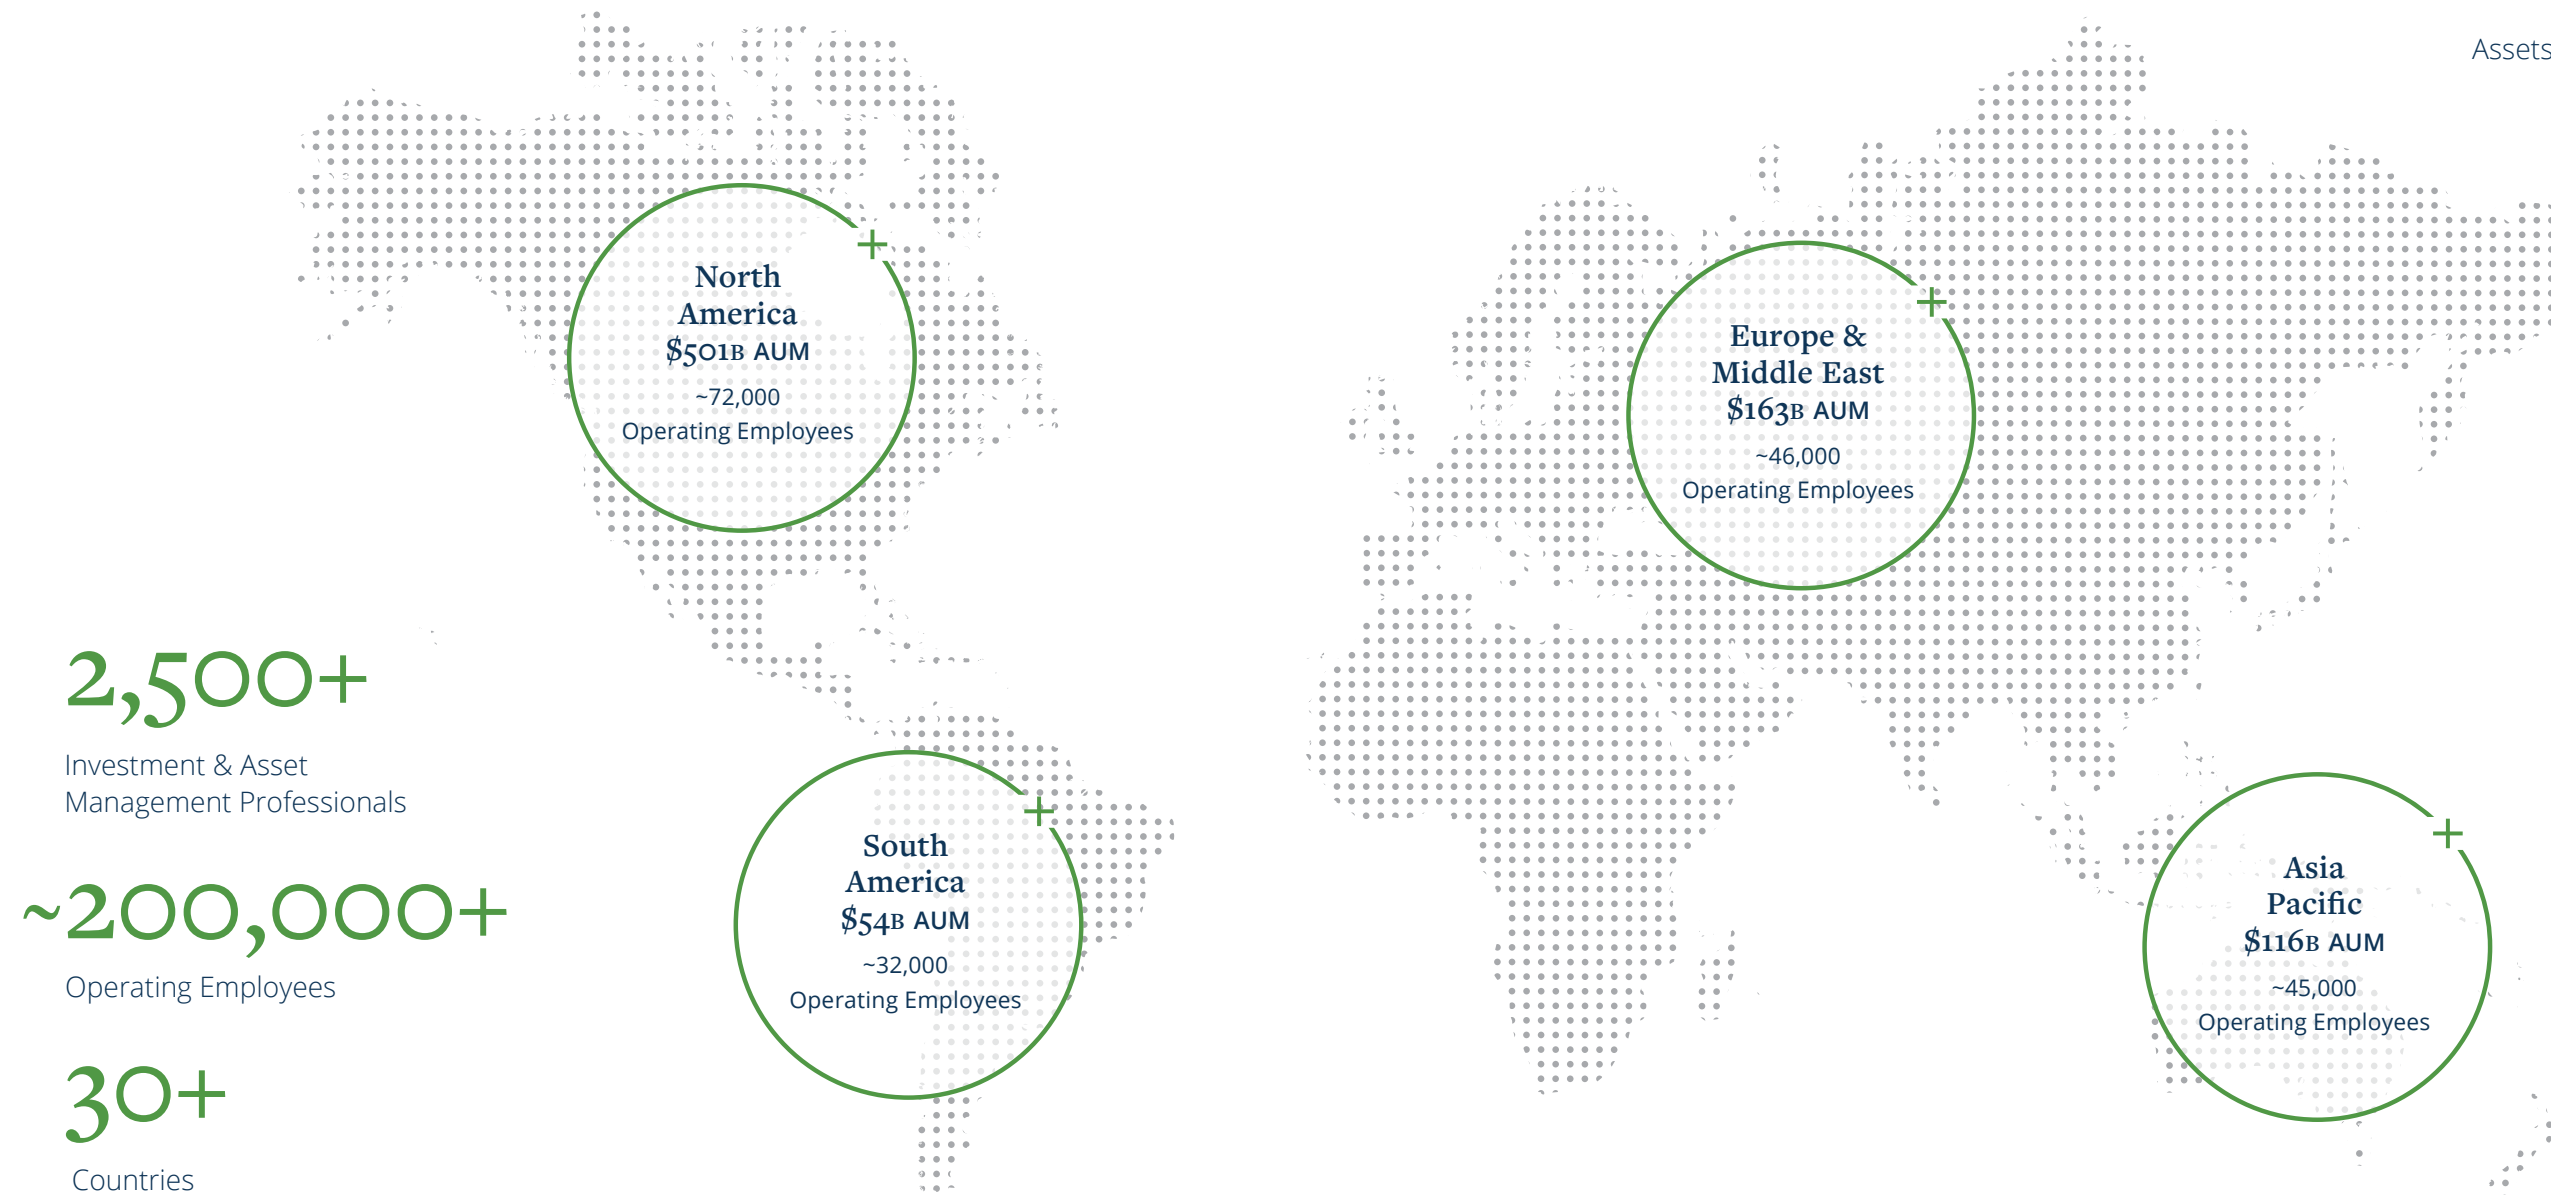 Assets
North
America
$501B AUM
~72,000
Operating Employees
Europe &
Middle East
$163B AUM
~46,000
Operating Employees
2,500+
Investment & Asset
Management Professionals
~200,000+
Operating Employees
30+
Countries
South
America
$54B AUM
~32,000
Operating Employees
Asia
Pacific
$116B AUM
~45,000
Operating Employees